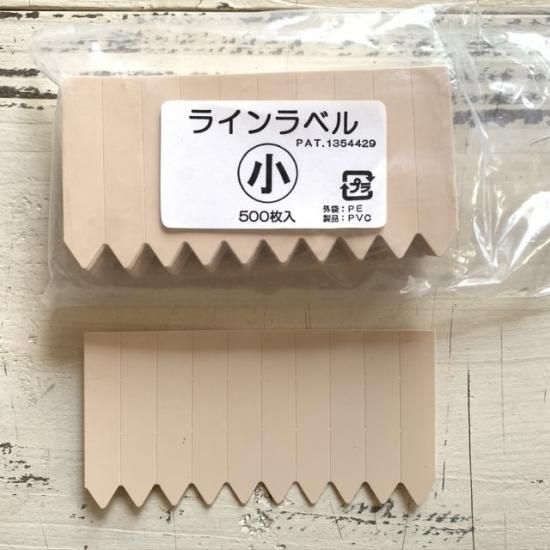 ラインラベル
PAT.1354429
小
プラ
500枚入
外袋：PE
製品：PVC